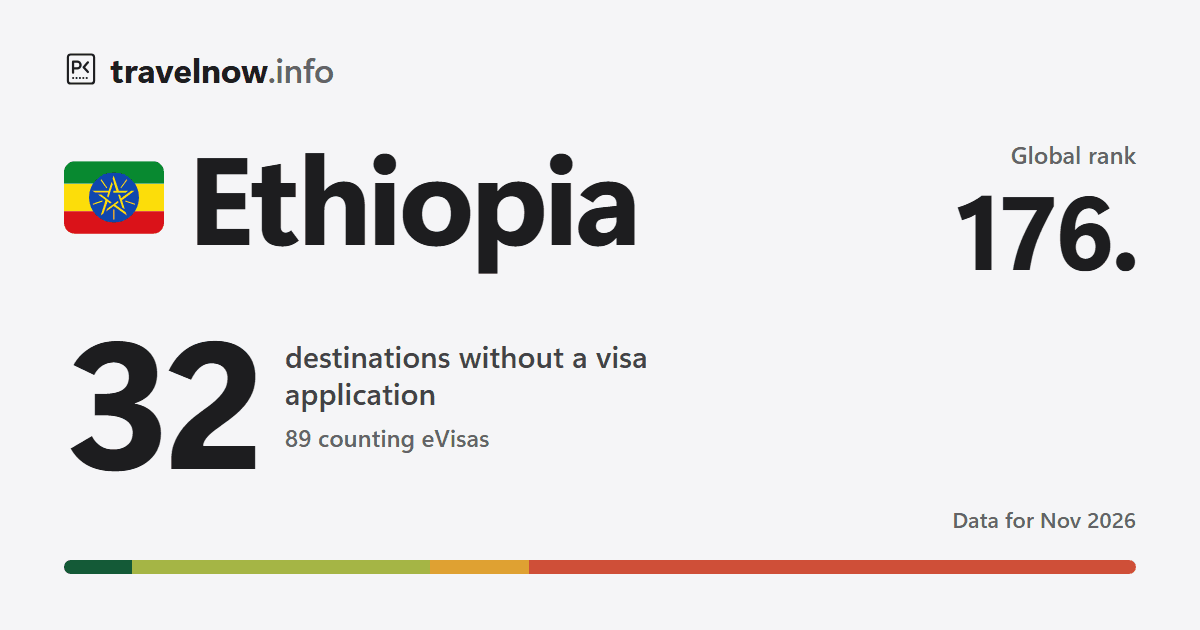 travelnow.info
Ethiopia
Global rank
176.
32
destinations without a visa
application
89 counting eVisas
Data for Nov 2026